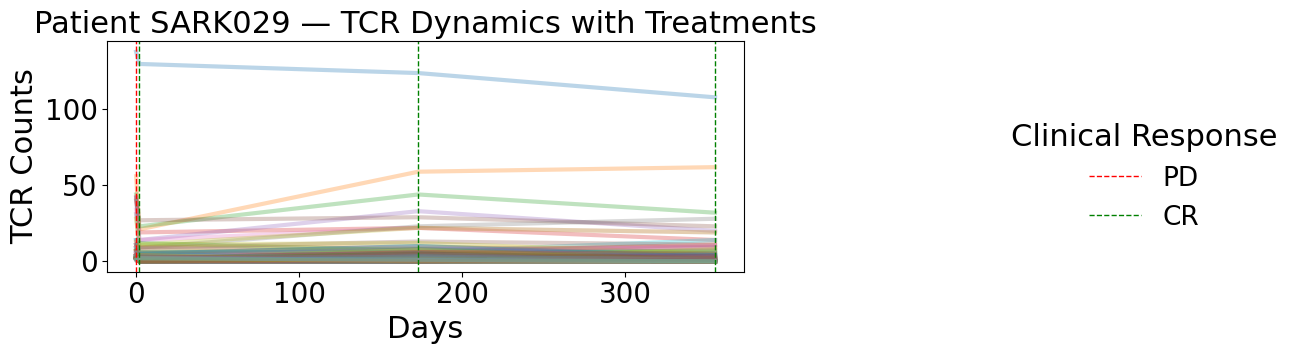 Patient SARK029 — TCR Dynamics with Treatments
TCR Counts
100
50
0
0
100
200
300
Days
Clinical Response
PD
CR